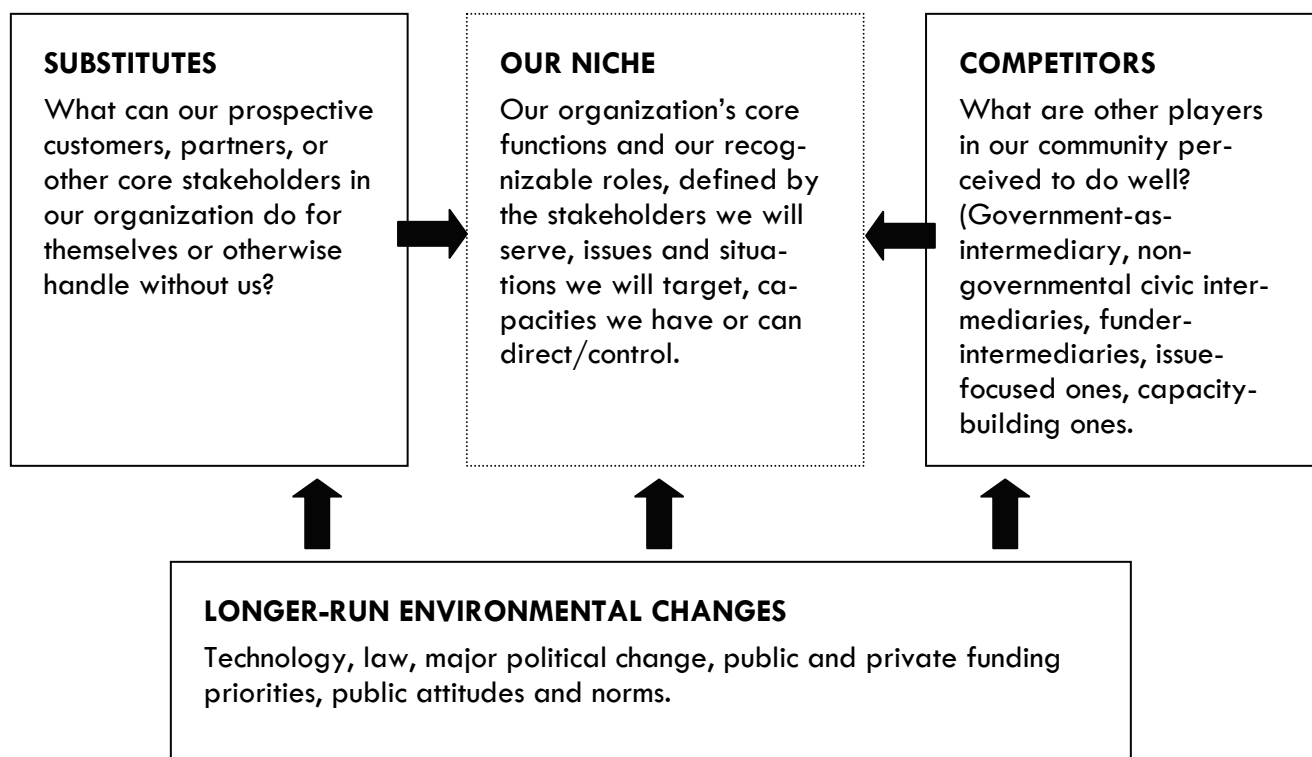 SUBSTITUTES
What can our prospective
customers, partners, or
other core stakeholders in
our organization do for
themselves or otherwise
handle without us?
OUR NICHE
Our organization’s core
functions and our recog-
nizable roles, defined by
the stakeholders we will
serve, issues and situa-
tions we will target, ca-
pacities we have or can
direct/control.
COMPETITORS
What are other players
in our community per-
ceived to do well?
(Government-as-
intermediary, non-
governmental civic inter-
mediaries, funder-
intermediaries, issue-
focused ones, capacity-
building ones.
LONGER-RUN ENVIRONMENTAL CHANGES
Technology, law, major political change, public and private funding
priorities, public attitudes and norms.